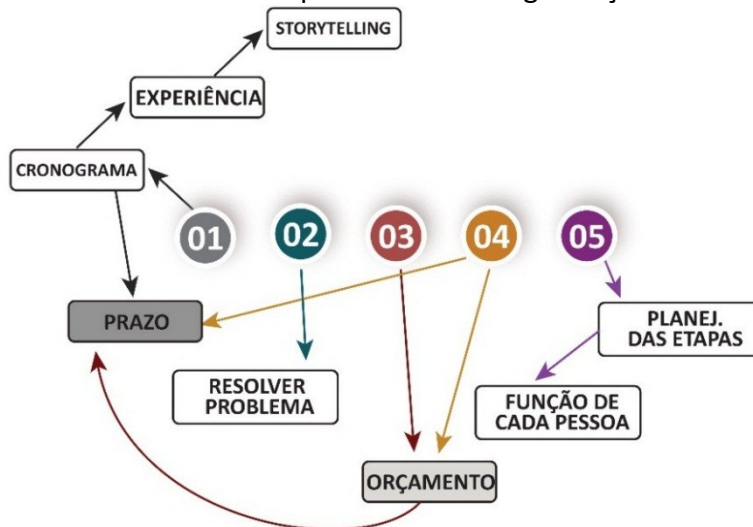 STORYTELLING
EXPERIÊNCIA
CRONOGRAMA
01
02
03
04
05
PRAZO
PLANEJ.
DAS ETAPAS
RESOLVER
PROBLEMA
FUNÇÃO DE
CADA PESSOA
ORÇAMENTO